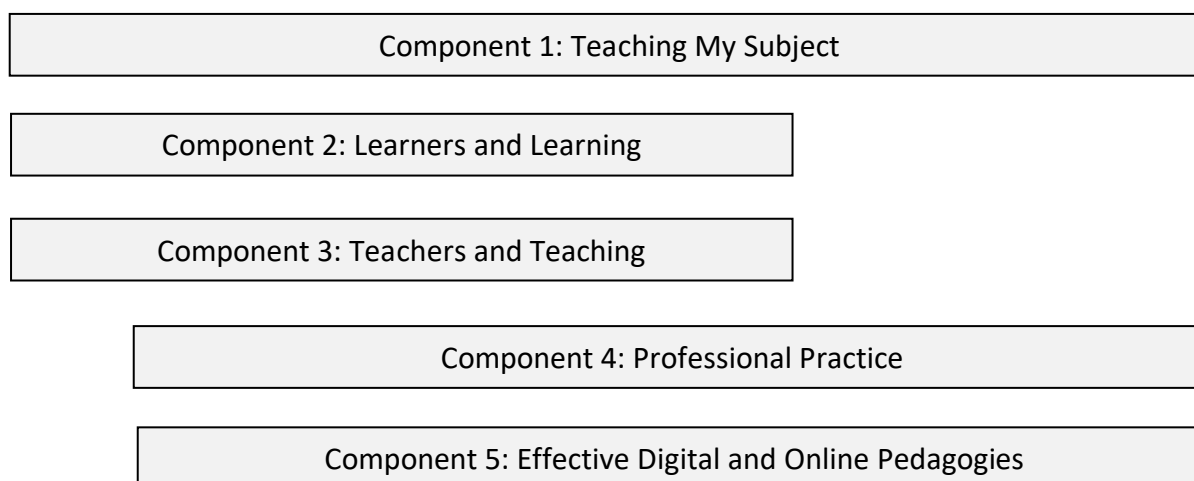 Component 1: Teaching My Subject
Component 2: Learners and Learning
Component 3: Teachers and Teaching
Component 4: Professional Practice
Component 5: Effective Digital and Online Pedagogies